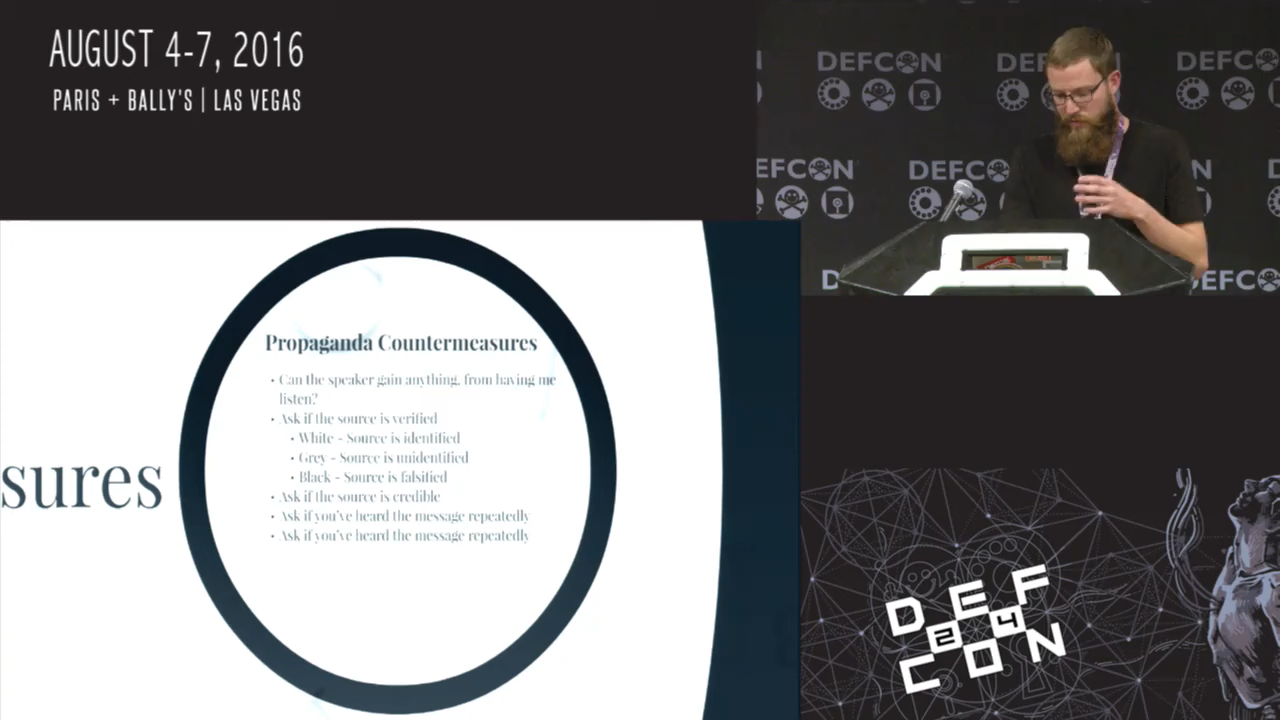 AUGUST 4-7, 2016
PARIS + BALLY'S | LAS VEGAS
DEFCON
DEFCON
DEFCON
EFCON
DEFCO
N
D
EFCO
sures
Propaganda Countermeasures
• Can the speaker gain anything, from having me
listen?
• Ask if the source is verified
• White - Source is identified
• Grey - Source is unidentified
• Black - Source is falsified
• Ask if the source is credible
• Ask if you've heard the message repeatedly
• Ask if you've heard the message repeatedly
DEF
24
CON